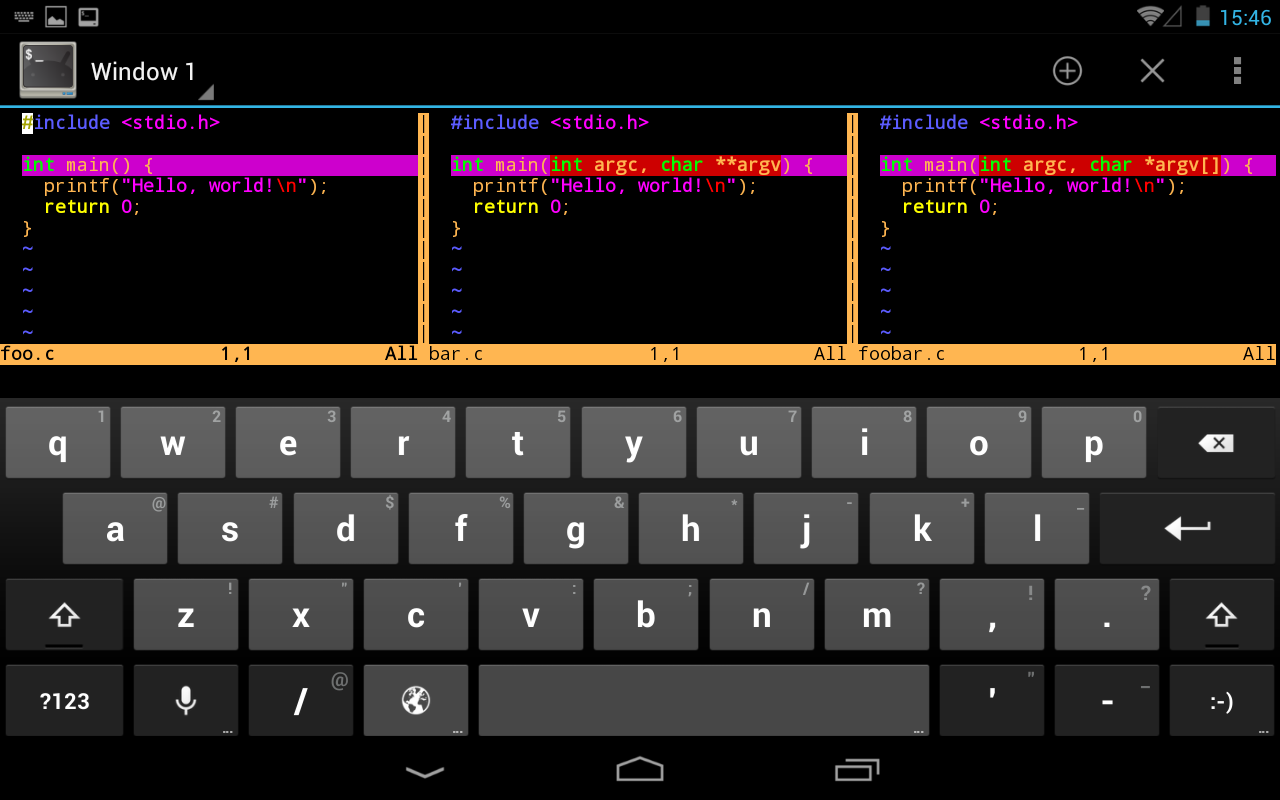 15:46
$_ Window 1
#include <stdio.h>
int main() {
printf("Hello, world!\n");
return 0;
}
~
~
~
~
~
foo.c 1,1 All
#include <stdio.h>
int main(int argc, char **argv) {
printf("Hello, world!\n");
return 0;
}
~
~
~
~
~
bar.c 1,1 All
#include <stdio.h>
int main(int argc, char *argv[]) {
printf("Hello, world!\n");
return 0;
}
~
~
~
~
~
foobar.c 1,1 All
q 1 w 2 e 3 r 4 t 5 y 6 u 7 i 8 o 9 p 0
a @ s # d $ f % g & h * j - k + l _
z ! x " c ' v : b ; n / m ? , ! . ?
?123 ... / @ ... ... ' " - _ :-) ...